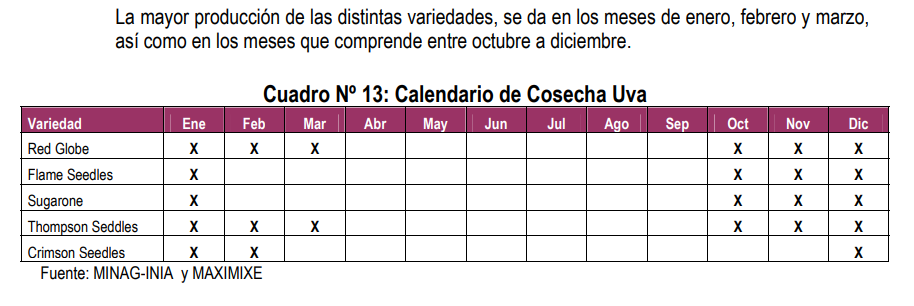 La mayor producción de las distintas variedades, se da en los meses de enero, febrero y marzo,
así como en los meses que comprende entre octubre a diciembre.
Cuadro Nº 13: Calendario de Cosecha Uva
Variedad Ene Feb Mar Abr May Jun Jul Ago Sep Oct Nov Dic
Red Globe X X X X X X
Flame Seedles X X X X
Sugarone X X X X
Thompson Seddles X X X X X X
Crimson Seedles X X X
Fuente: MINAG-INIA y MAXIMIXE